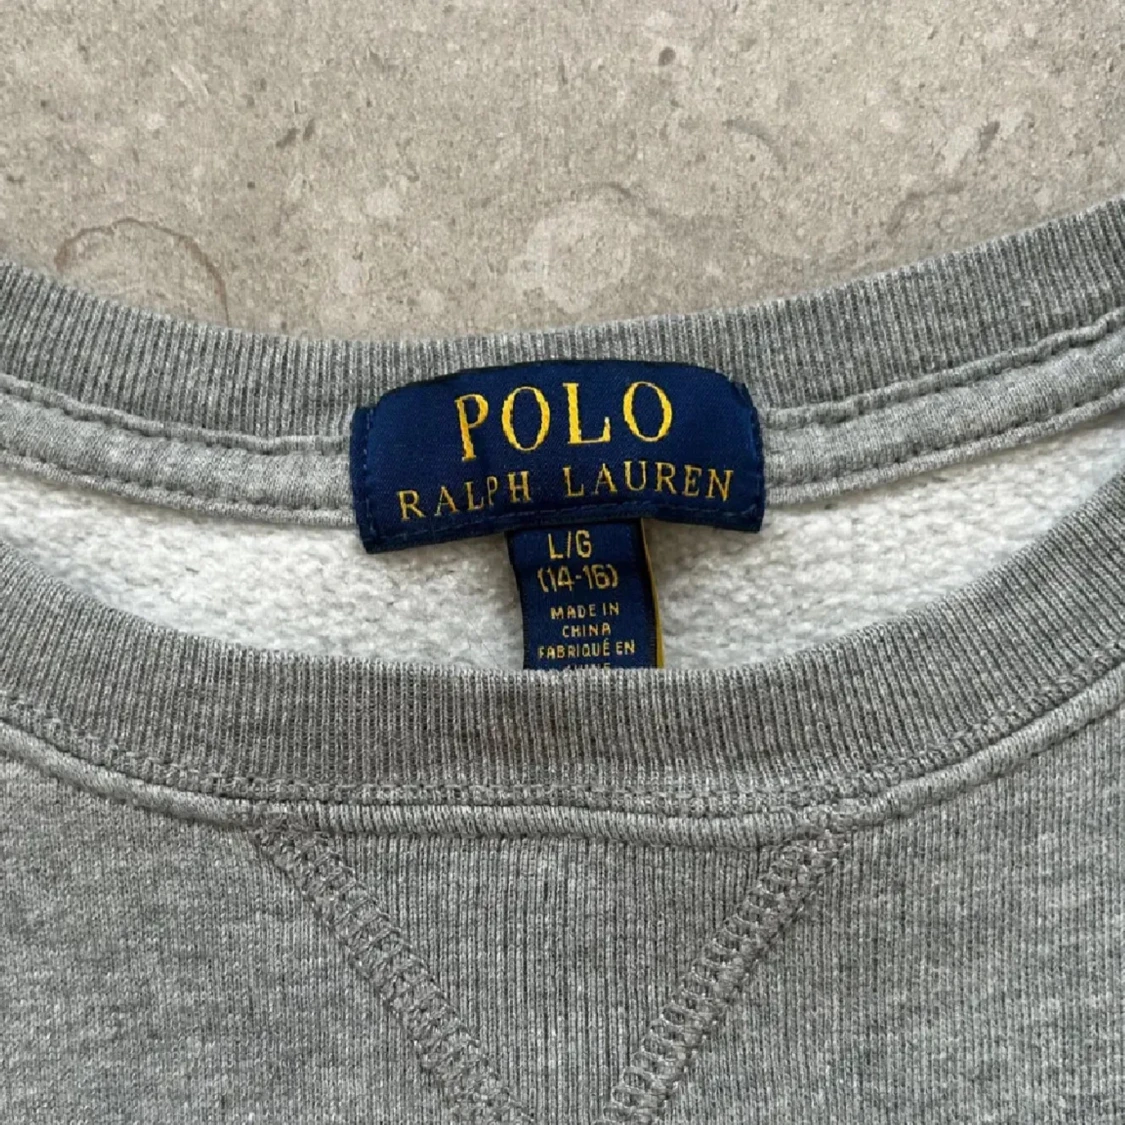 POLO
RALPH LAUREN
L/G
(14-16)
MADE IN
CHINA
FABRIQUÉ EN